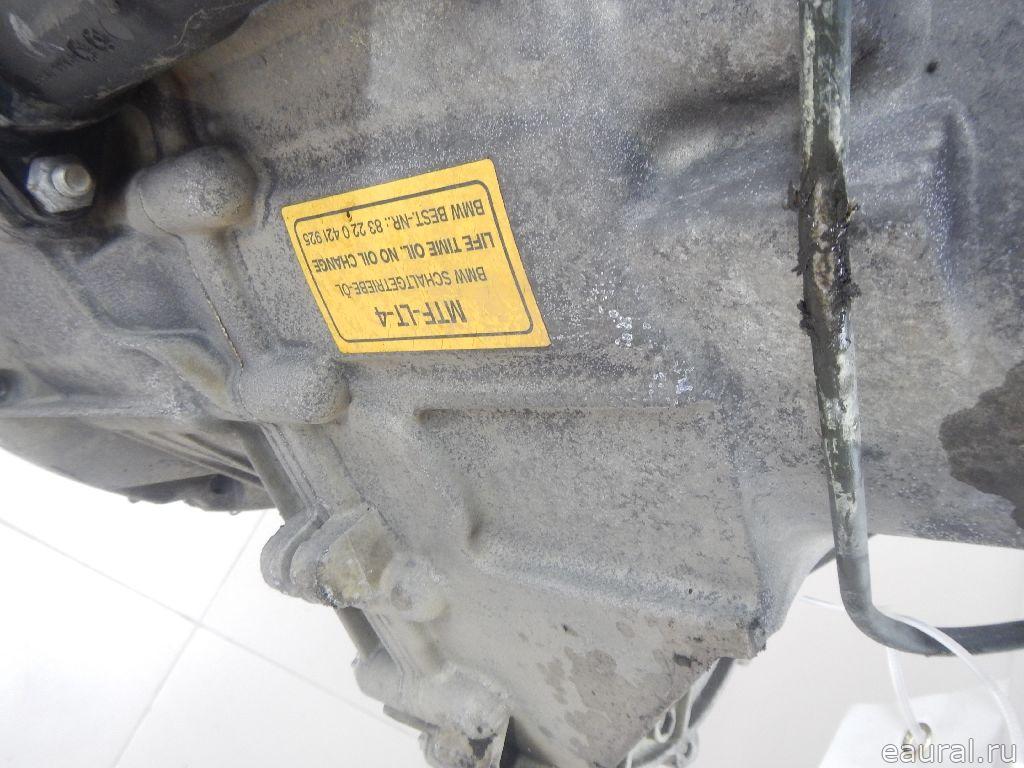 MTF-LT-4
BMW SCHALTGETRIEBE-ÖL
LIFE TIME OIL. NO OIL CHANGE
BMW BEST.-NR.: 83 22 0 421 925
eaural.ru